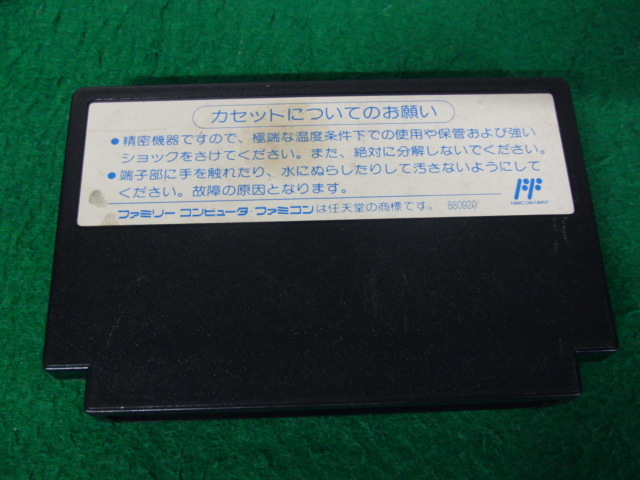 カセットについてのお願い
●精密機器ですので、極端な温度条件下での使用や保管および強い
ショックをさけてください。また、絶対に分解しないでください。
●端子部に手を触れたり、水にぬらしたりして汚さないようにして
ください。故障の原因となります。
ファミリー コンピュータ/ファミコンは任天堂の商標です。 880920
FF
FAMICOM FAMILY